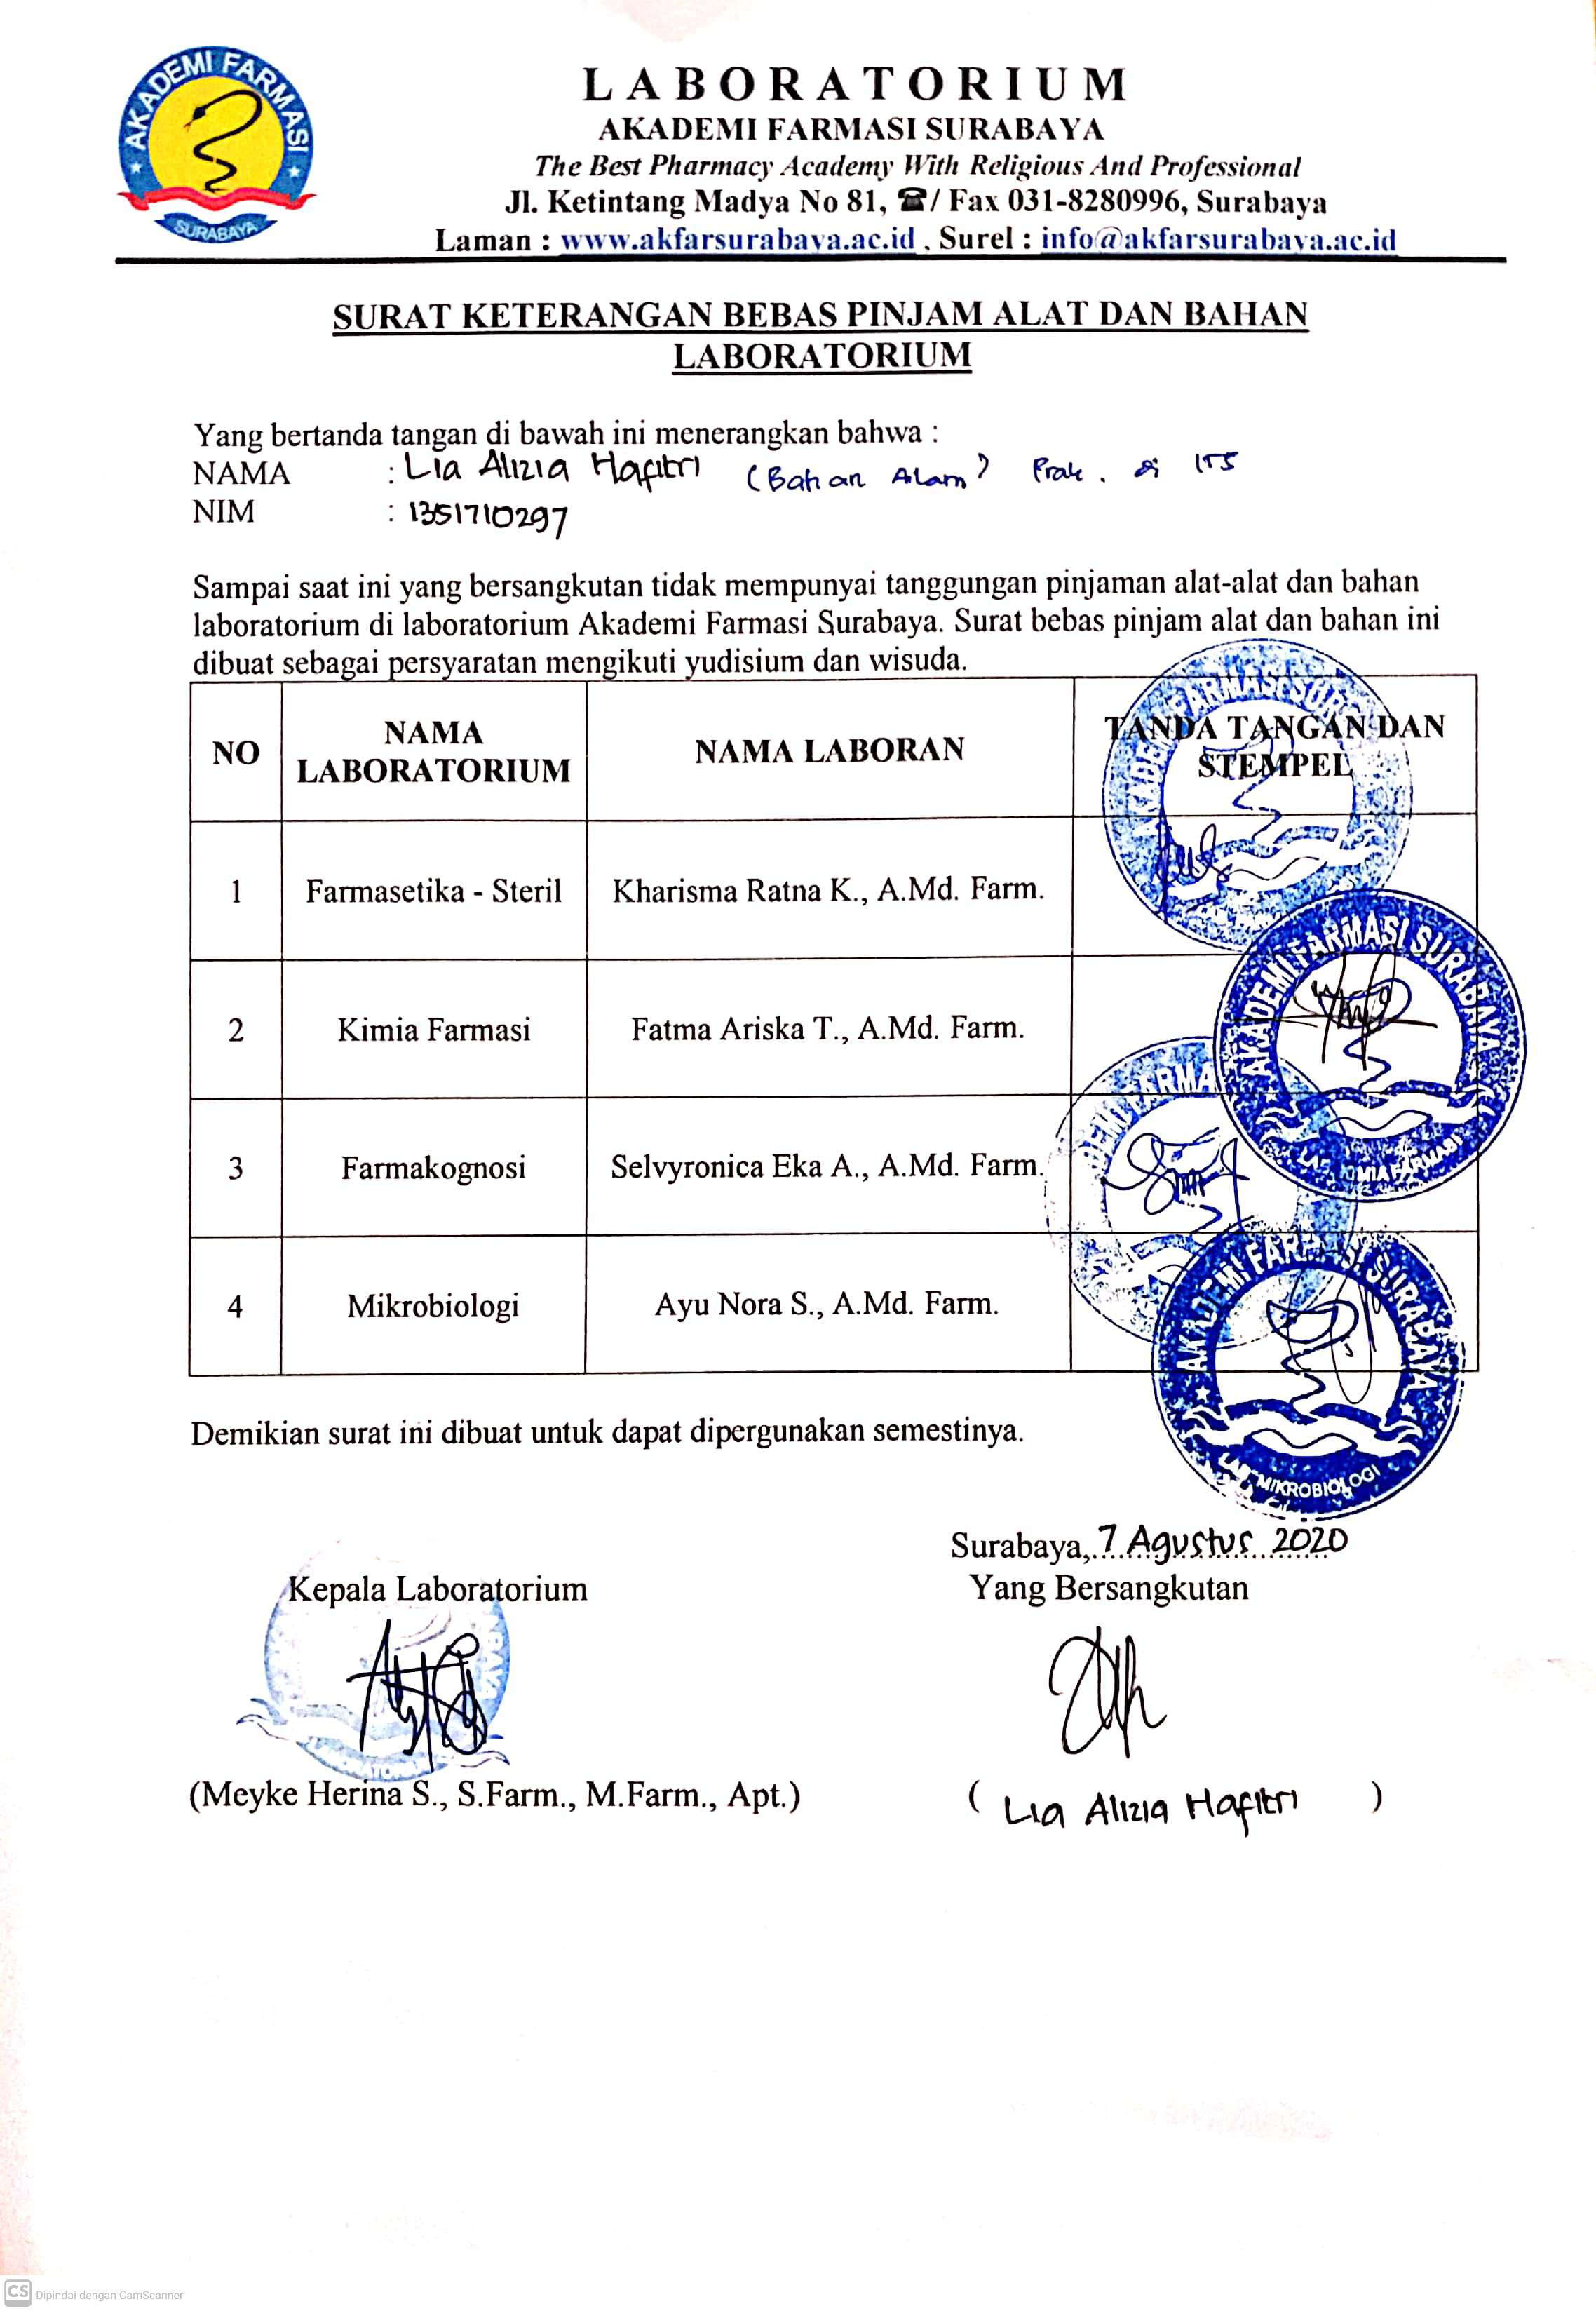 AKADEMI FARMASI
SURABAYA
LABORATORIUM
AKADEMI FARMASI SURABAYA
The Best Pharmacy Academy With Religious And Professional
Jl. Ketintang Madya No 81, ☎/ Fax 031-8280996, Surabaya
Laman : www.akfarsurabaya.ac.id , Surel : info@akfarsurabaya.ac.id
SURAT KETERANGAN BEBAS PINJAM ALAT DAN BAHAN
LABORATORIUM
Yang bertanda tangan di bawah ini menerangkan bahwa :
NAMA : Lia Alizia Hafitri (Bahan Alam) Prak. di ITS
NIM : 1351710297
Sampai saat ini yang bersangkutan tidak mempunyai tanggungan pinjaman alat-alat dan bahan
laboratorium di laboratorium Akademi Farmasi Surabaya. Surat bebas pinjam alat dan bahan ini
dibuat sebagai persyaratan mengikuti yudisium dan wisuda.
NO NAMA LABORATORIUM NAMA LABORAN TANDA TANGAN DAN STEMPEL
1 Farmasetika - Steril Kharisma Ratna K., A.Md. Farm.
2 Kimia Farmasi Fatma Ariska T., A.Md. Farm.
AKADEMI FARMASI SURABAYA
3 Farmakognosi Selvyronica Eka A., A.Md. Farm.
4 Mikrobiologi Ayu Nora S., A.Md. Farm.
AKADEMI FARMASI SURABAYA
LAB MIKROBIOLOGI
Demikian surat ini dibuat untuk dapat dipergunakan semestinya.
Surabaya, 7 Agustus 2020
Kepala Laboratorium Yang Bersangkutan
(Meyke Herina S., S.Farm., M.Farm., Apt.) ( Lia Alizia Hafitri )
CS Dipindai dengan CamScanner